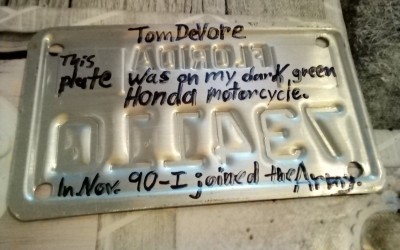 Tom DeVore
FLORIDA
This
plate was on my dark green
Honda motorcycle.
In Nov. 90-I joined the Army.